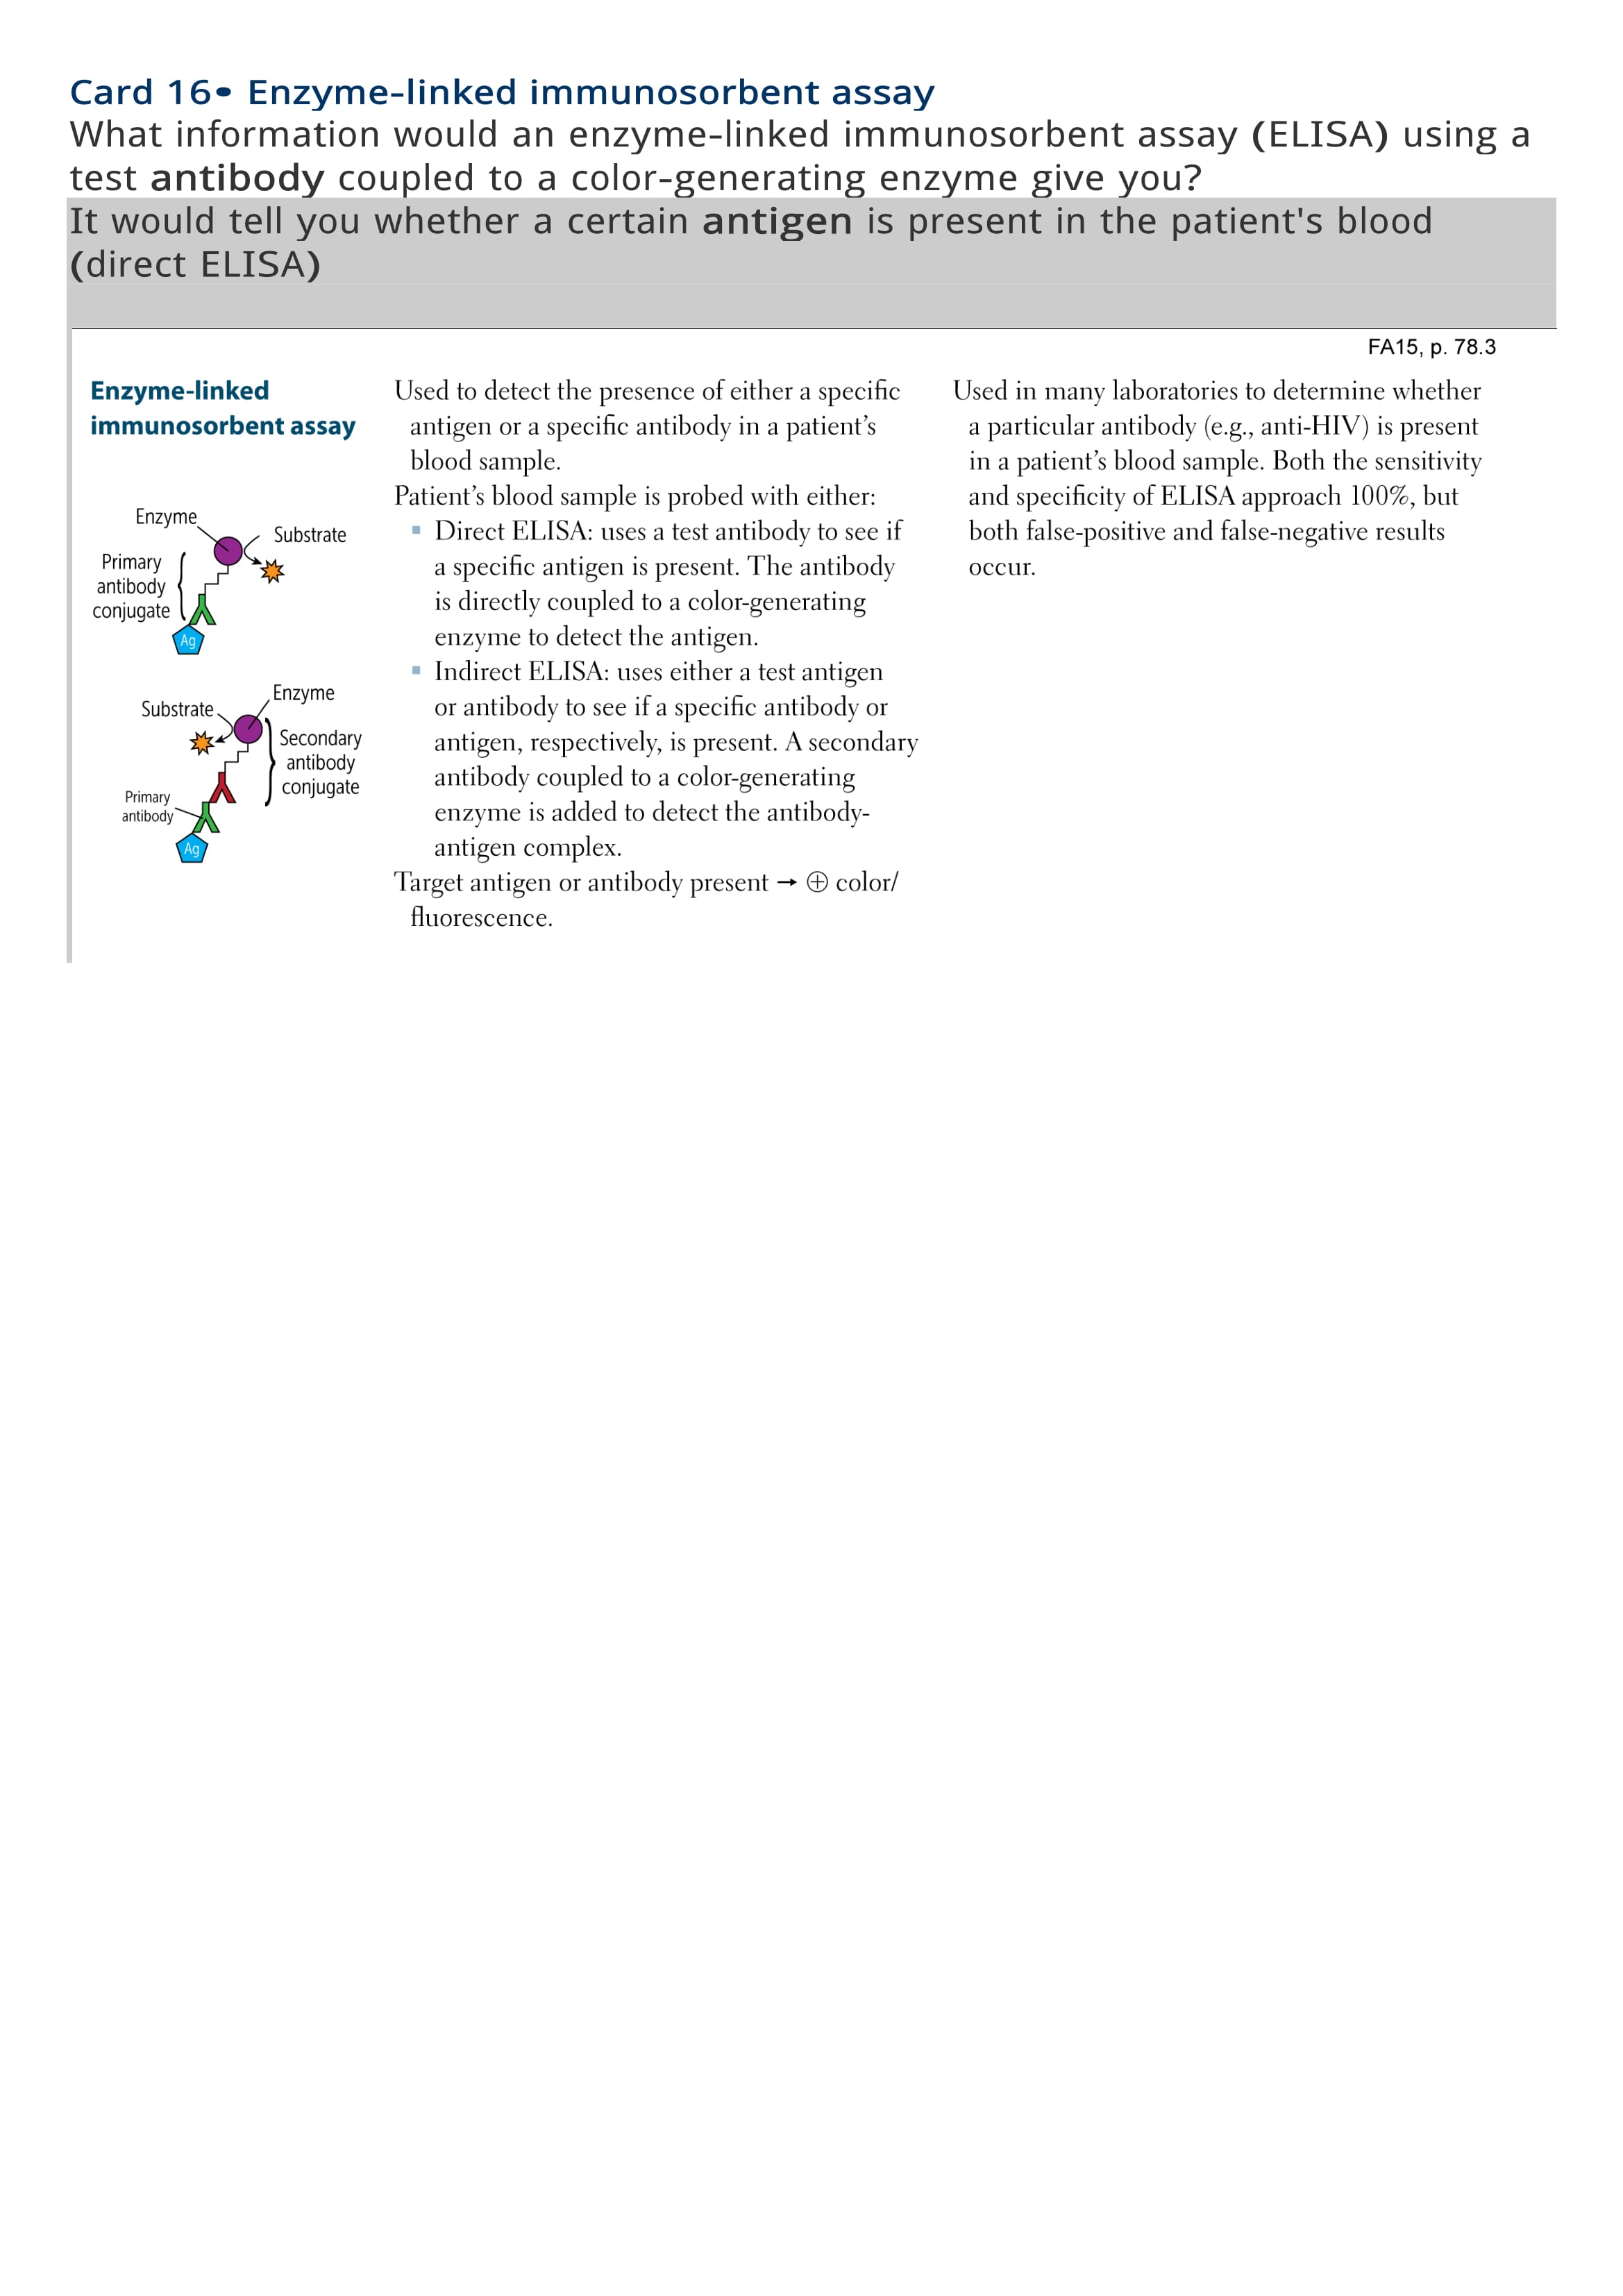 Card 16• Enzyme-linked immunosorbent assay
What information would an enzyme-linked immunosorbent assay (ELISA) using a
test antibody coupled to a color-generating enzyme give you?
It would tell you whether a certain antigen is present in the patient's blood
(direct ELISA)
FA15, p. 78.3
Enzyme-linked
immunosorbent assay
Enzyme
Substrate
Primary
antibody
conjugate
Ag
Substrate
Enzyme
Secondary
antibody
conjugate
Primary
antibody
Ag
Used to detect the presence of either a specific
antigen or a specific antibody in a patient’s
blood sample.
Patient’s blood sample is probed with either:
▪ Direct ELISA: uses a test antibody to see if
a specific antigen is present. The antibody
is directly coupled to a color-generating
enzyme to detect the antigen.
▪ Indirect ELISA: uses either a test antigen
or antibody to see if a specific antibody or
antigen, respectively, is present. A secondary
antibody coupled to a color-generating
enzyme is added to detect the antibody-
antigen complex.
Target antigen or antibody present → ⊕ color/
fluorescence.
Used in many laboratories to determine whether
a particular antibody (e.g., anti-HIV) is present
in a patient’s blood sample. Both the sensitivity
and specificity of ELISA approach 100%, but
both false-positive and false-negative results
occur.